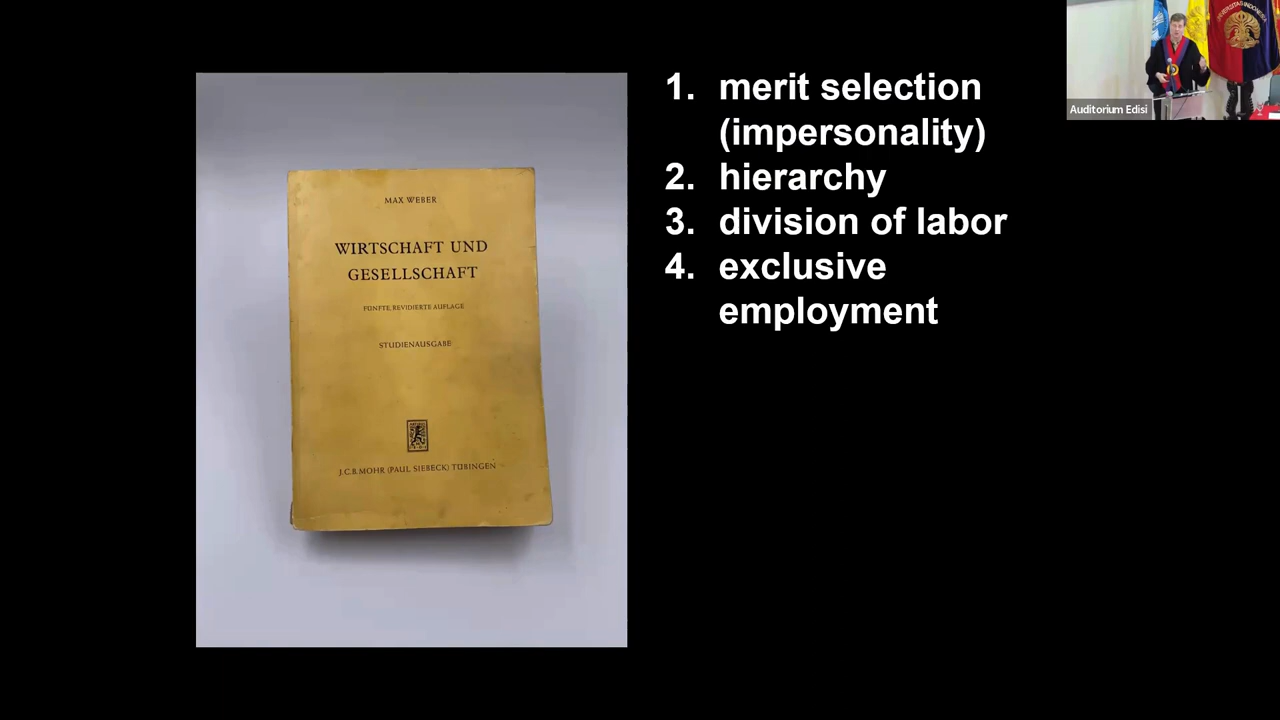 MAX WEBER
WIRTSCHAFT UND
GESELLSCHAFT
FÜNFTE, REVIDIERTE AUFLAGE
STUDIENAUSGABE
J.C.B. MOHR (PAUL SIEBECK) TÜBINGEN
1. merit selection
(impersonality)
2. hierarchy
3. division of labor
4. exclusive
employment
Auditorium Edisi